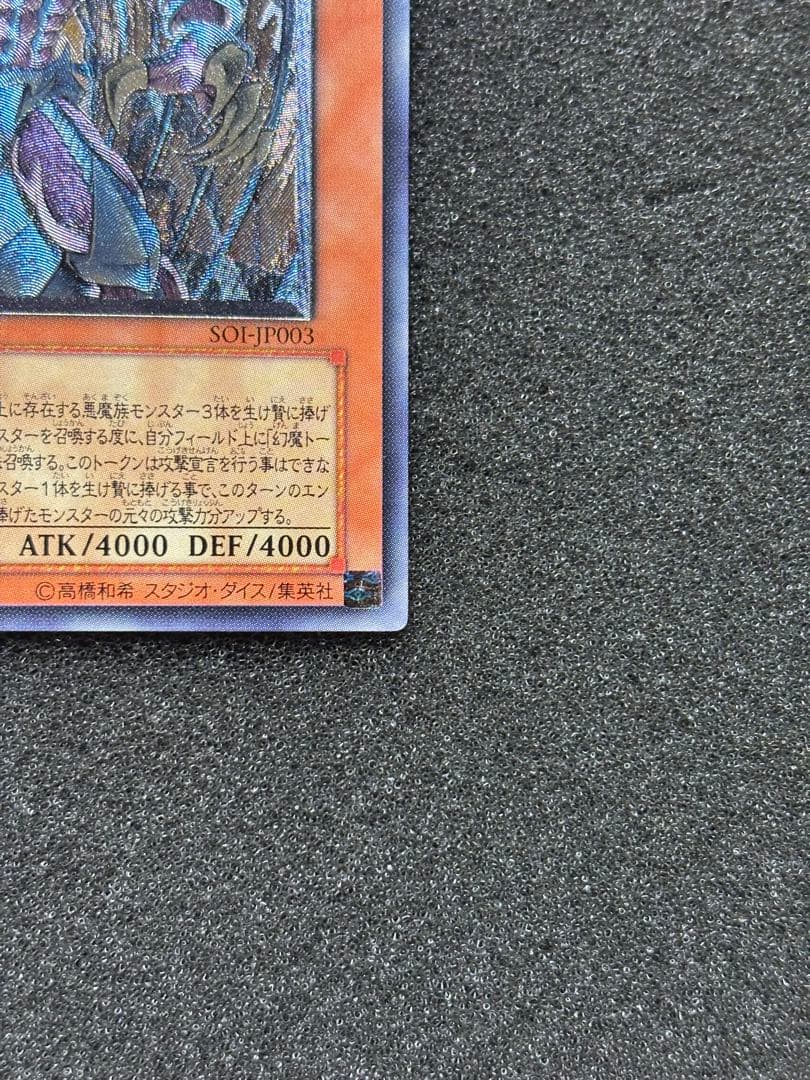 SOI-JP003
上に存在する悪魔族モンスター3体を生け贄に捧げ
スターを召喚する度に、自分フィールド上に「幻魔トー
召喚する。このトークンは攻撃宣言を行う事はできな
スター1体を生け贄に捧げる事で、このターンのエン
捧げたモンスターの元々の攻撃力分アップする。
ATK/4000 DEF/4000
©高橋和希 スタジオ・ダイス/集英社